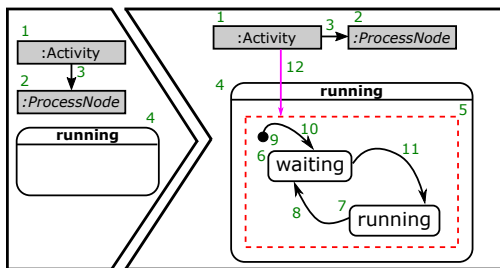 1
:Activity
3
2
:ProcessNode
4
running
1
:Activity
3
2
:ProcessNode
12
4
running
5
10
9
6
waiting
11
7
8
running